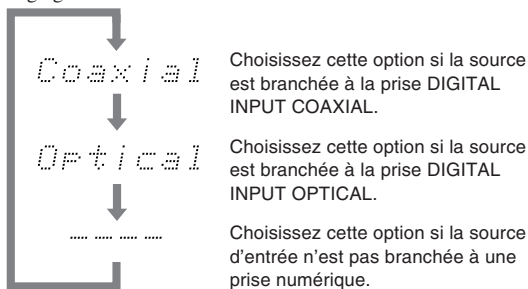 Coaxial
Choisissez cette option si la source
est branchée à la prise DIGITAL
INPUT COAXIAL.
Optical
Choisissez cette option si la source
est branchée à la prise DIGITAL
INPUT OPTICAL.
---- 
Choisissez cette option si la source
d’entrée n’est pas branchée à une
prise numérique.